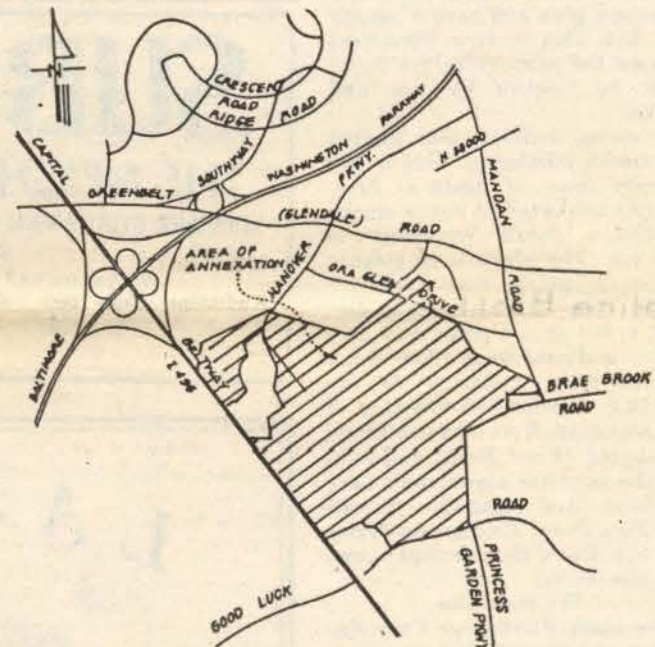 N
CRESCENT
ROAD
RIDGE
ROAD
SOUTHWAY
GREENBELT
CAPITAL
WASHINGTON
PARKWAY
PKWY.
HANOVER
(GLENDALE)
ROAD
MANDAN
ROAD
AREA OF
ANNEXATION
ORA GLEN
DRIVE
BALTIMORE
BELTWAY
I 495
BRAE BROOK
ROAD
ROAD
PRINCESS
GARDEN PKWY.
GOOD LUCK